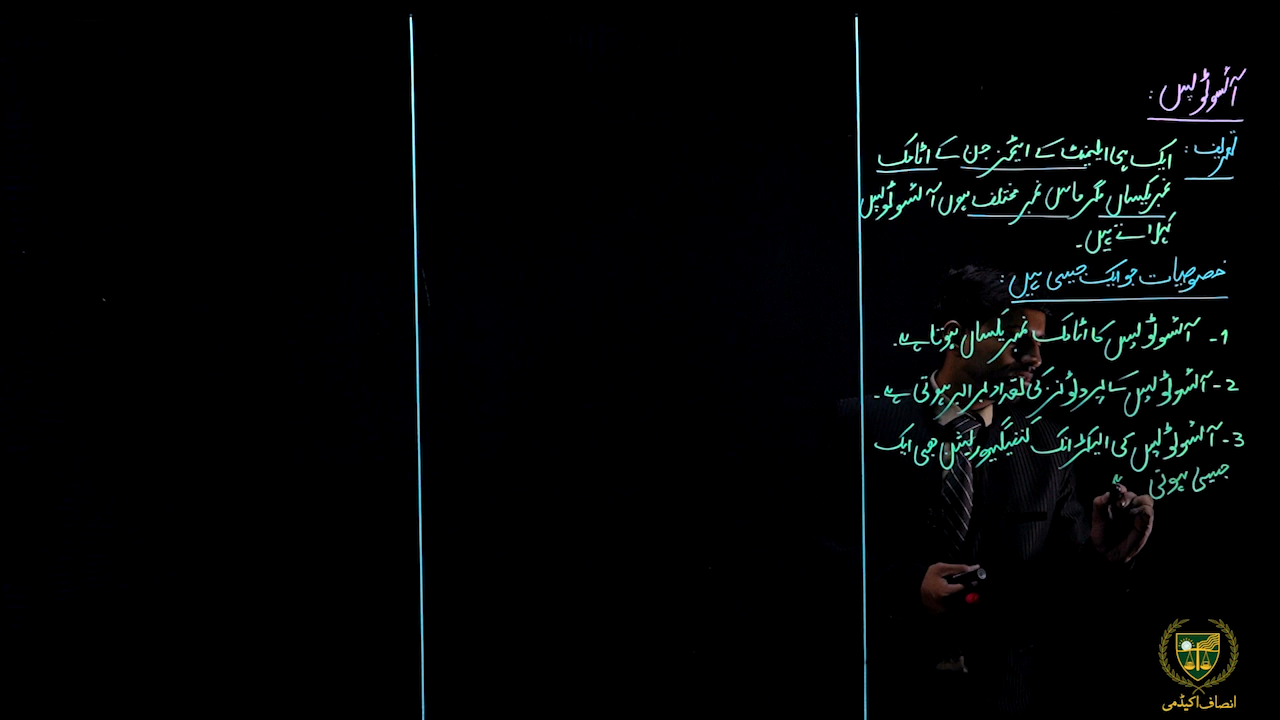 آئسوٹوپس :
تعریف : ایک ہی ایلیمنٹ کے ایٹمز جن کے اٹامک
نمبر یکساں مگر ماس نمبر مختلف ہوں آئسوٹوپس
کہلاتے ہیں۔
خصوصیات جو ایک جیسی ہیں :
1- آئسوٹوپس کا اٹامک نمبر یکساں ہوتا ہے۔
2- آئسوٹوپس کے پروٹونز کی تعداد برابر ہوتی ہے۔
3- آئسوٹوپس کی الیکٹرانک کنفیگیوریشن بھی ایک
جیسی ہوتی
انصاف اکیڈمی